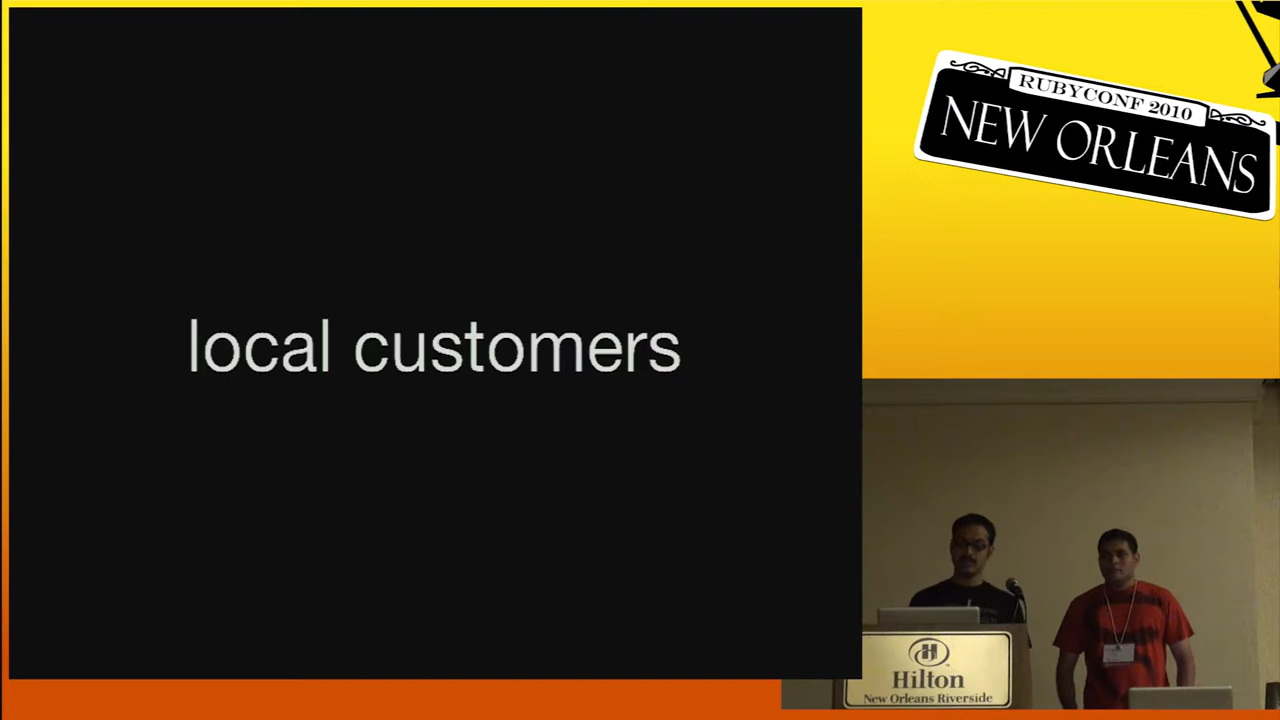 local customers
RUBYCONF 2010
NEW ORLEANS
Hilton
New Orleans Riverside